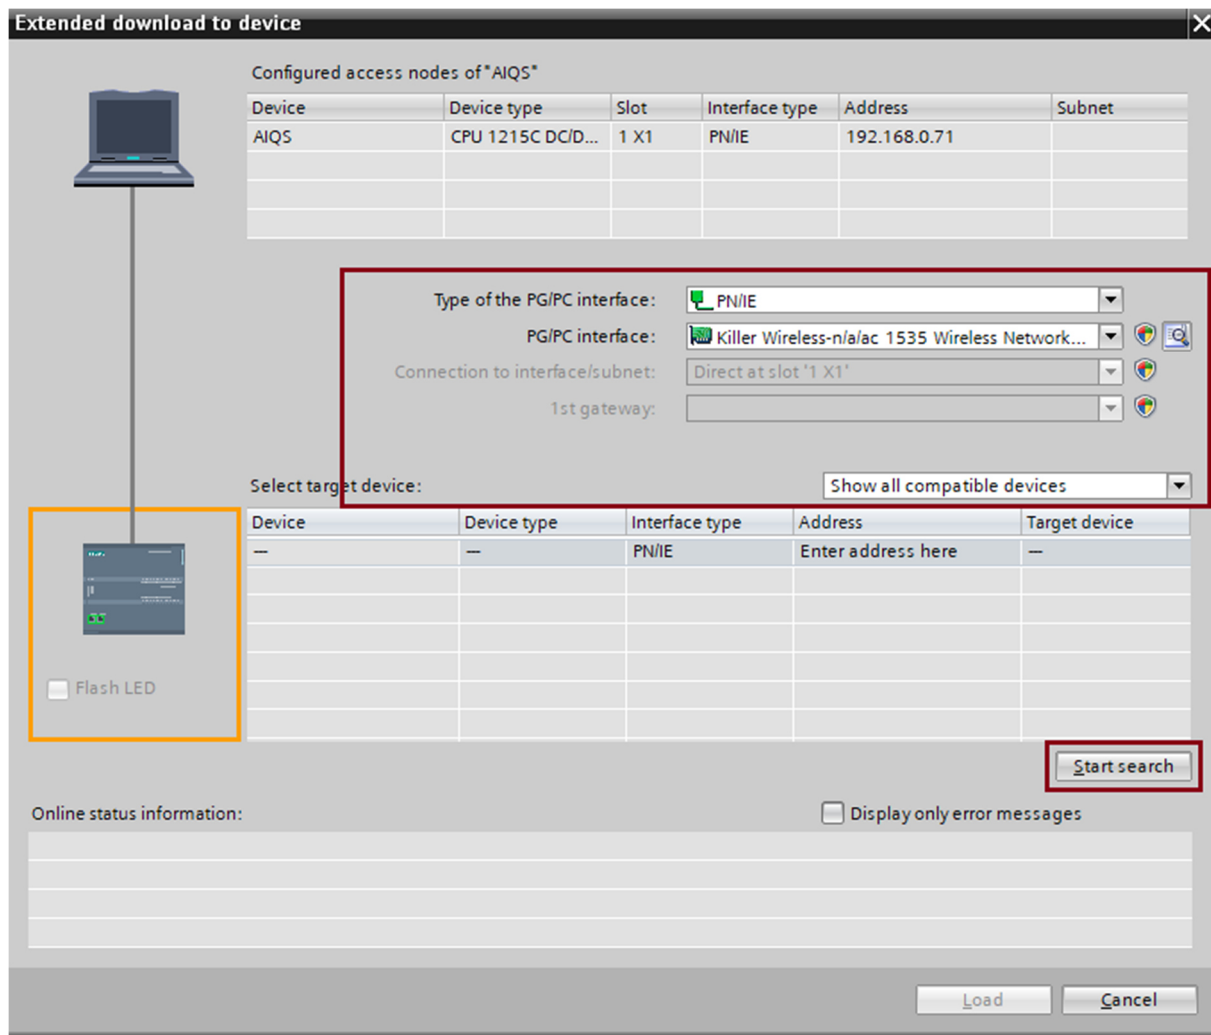 Extended download to device
Configured access nodes of "AIQS"
Device Device type Slot Interface type Address Subnet
AIQS CPU 1215C DC/D... 1 X1 PN/IE 192.168.0.71
Type of the PG/PC interface: PN/IE
PG/PC interface: Killer Wireless-n/a/ac 1535 Wireless Network...
Connection to interface/subnet: Direct at slot '1 X1'
1st gateway:
Select target device: Show all compatible devices
Device Device type Interface type Address Target device
— — PN/IE Enter address here —
Flash LED
Start search
Online status information: Display only error messages
Load Cancel